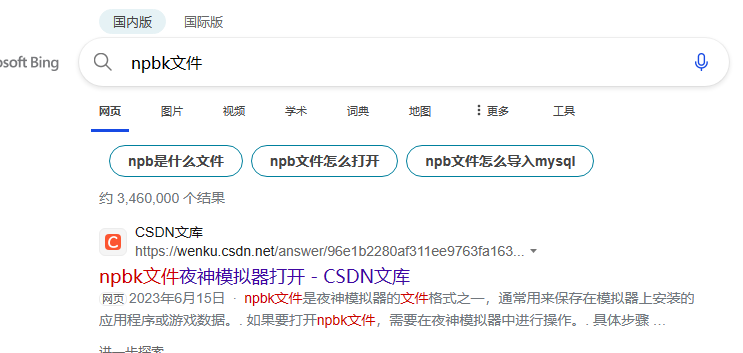 国内版 国际版
osoft Bing
npbk文件
网页 图片 视频 学术 词典 地图 更多 工具
npb是什么文件 npb文件怎么打开 npb文件怎么导入mysql
约 3,460,000 个结果
CSDN文库
https://wenku.csdn.net/answer/96e1b2280af311ee9763fa163...
npbk文件夜神模拟器打开 - CSDN文库
网页 2023年6月15日 · npbk文件是夜神模拟器的文件格式之一，通常用来保存在模拟器上安装的
应用程序或游戏数据。. 如果要打开npbk文件，需要在夜神模拟器中进行操作。. 具体步骤 ...
进一步探索